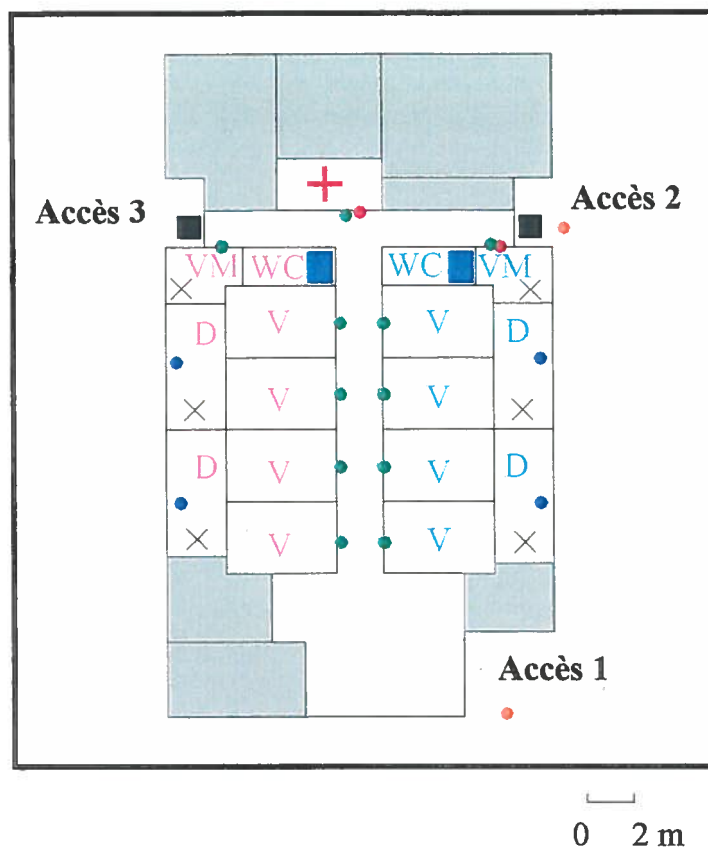 Accès 3
Accès 2
VM WC WC VM
D V V D
V V
D V V D
V V
Accès 1
0 2 m